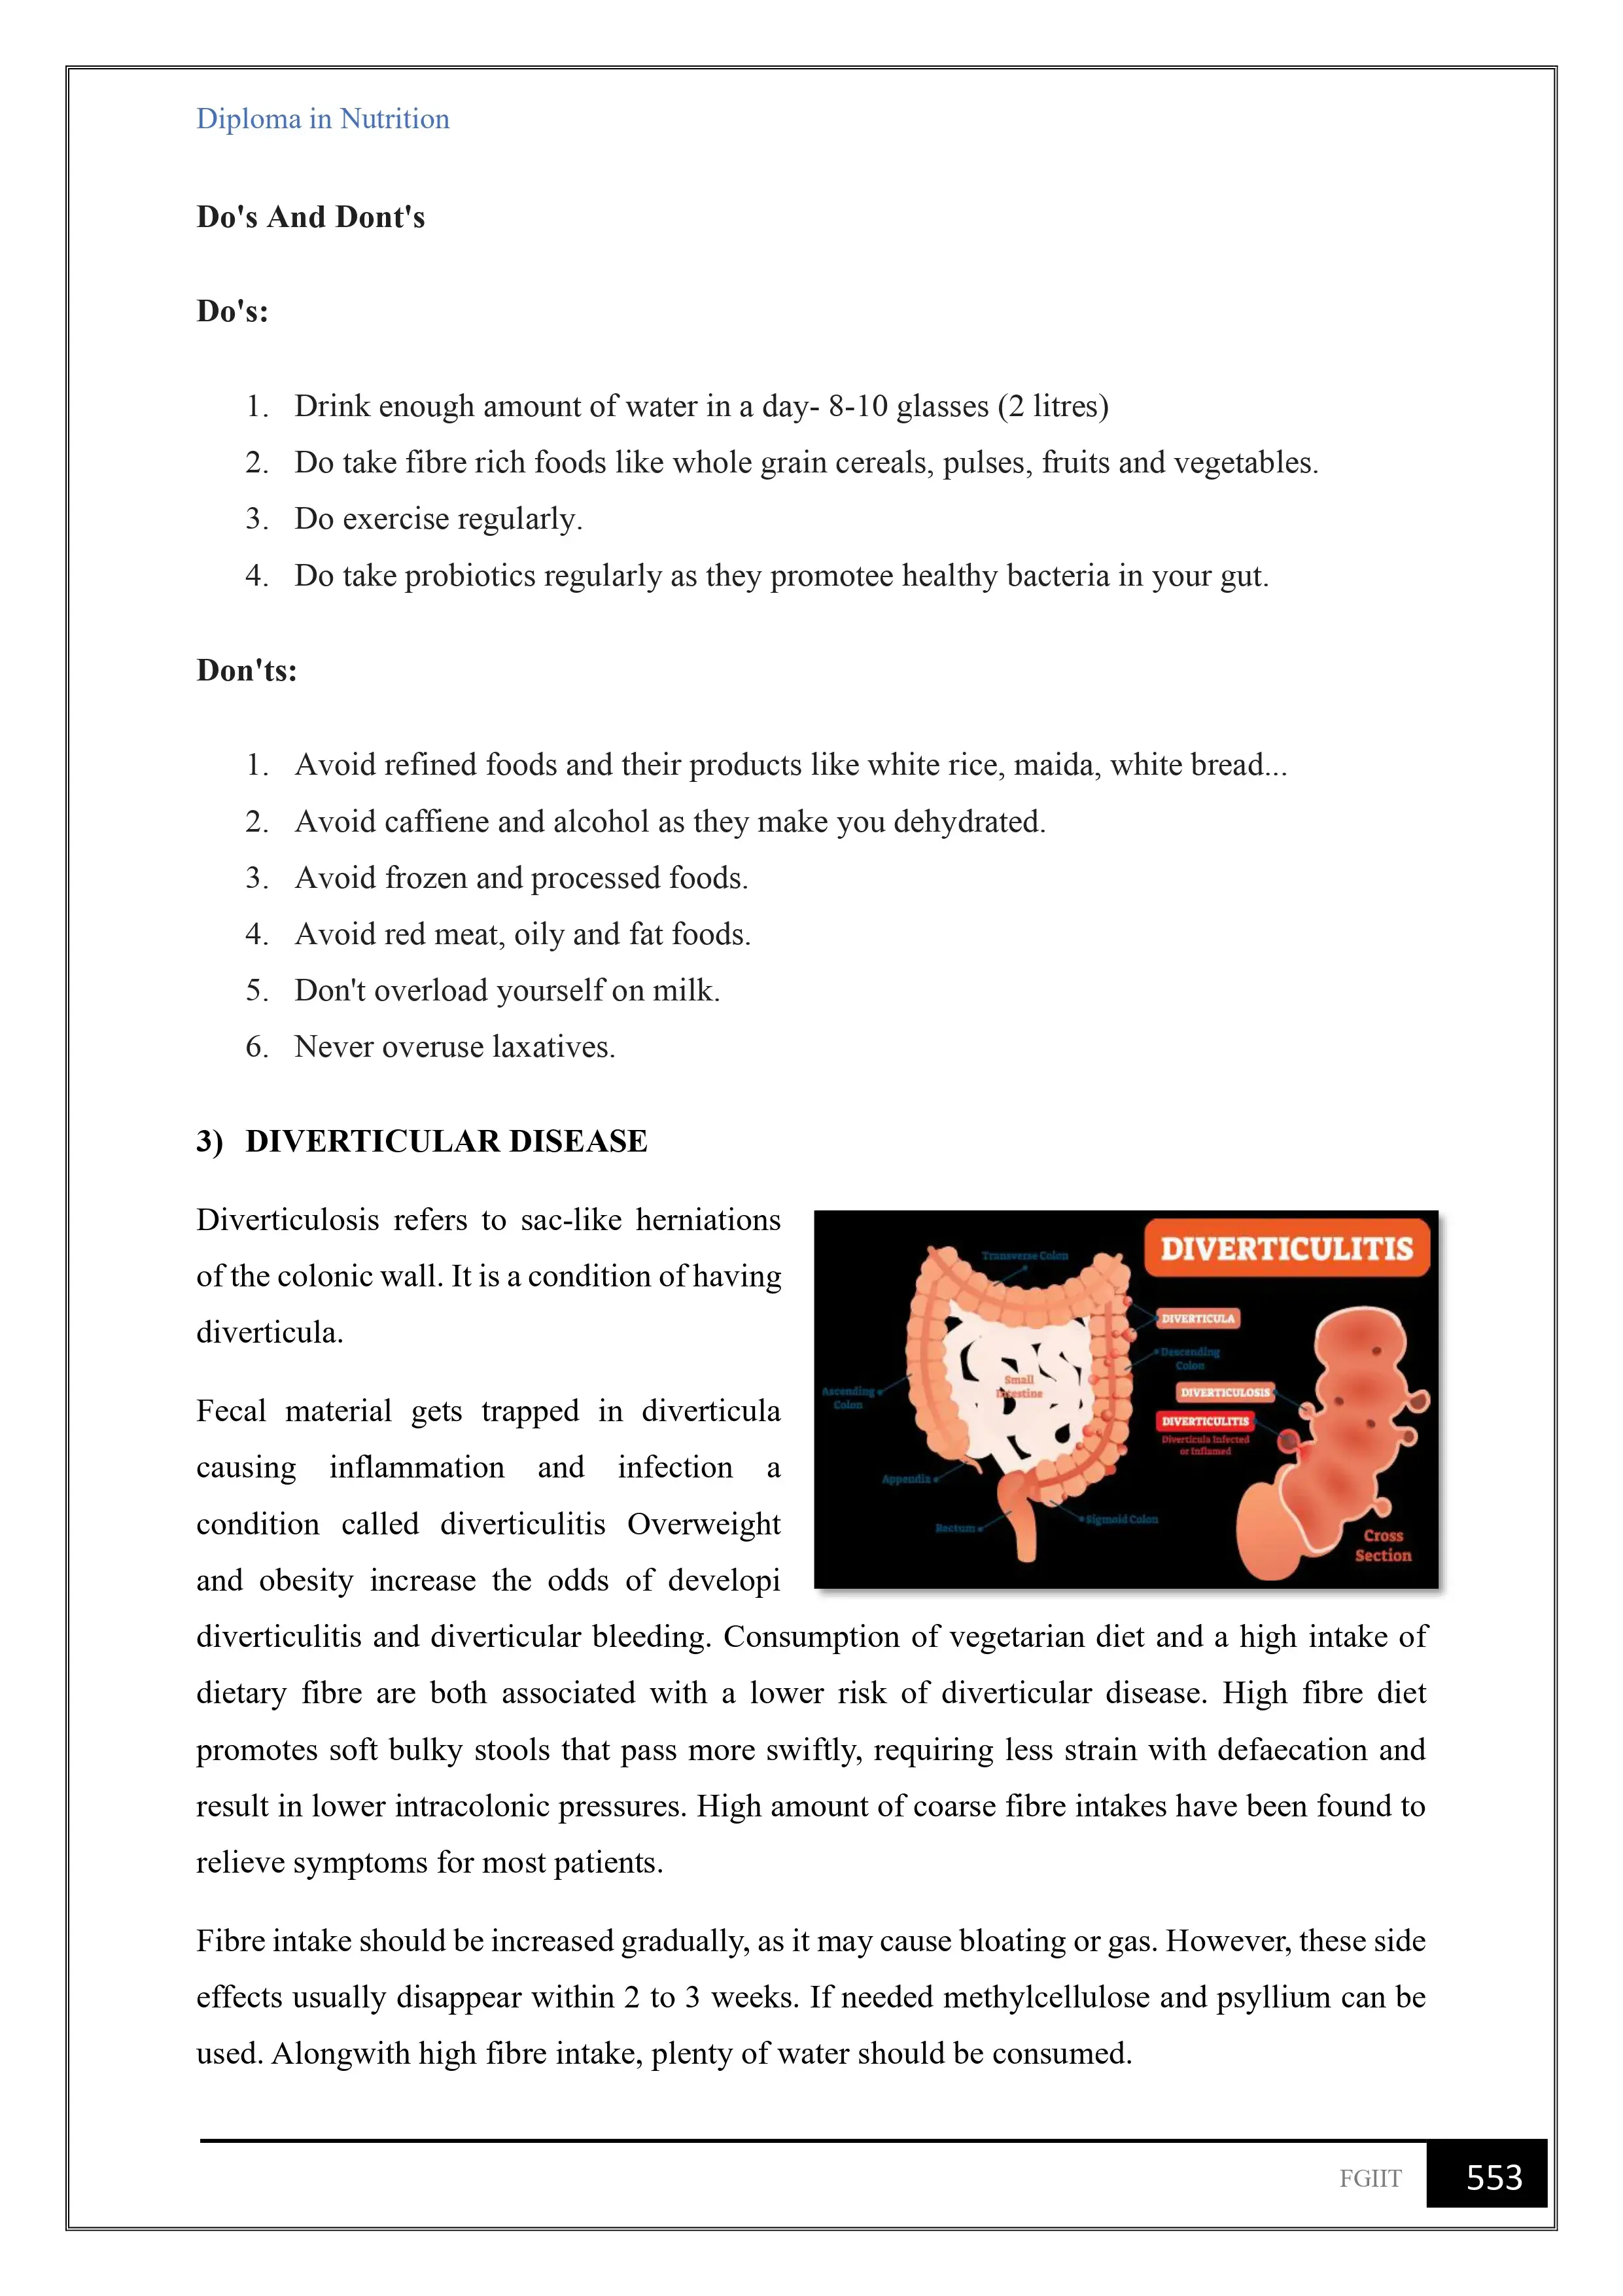 Diploma in Nutrition
Do's And Dont's
Do's:
1. Drink enough amount of water in a day- 8-10 glasses (2 litres)
2. Do take fibre rich foods like whole grain cereals, pulses, fruits and vegetables.
3. Do exercise regularly.
4. Do take probiotics regularly as they promotee healthy bacteria in your gut.
Don'ts:
1. Avoid refined foods and their products like white rice, maida, white bread...
2. Avoid caffiene and alcohol as they make you dehydrated.
3. Avoid frozen and processed foods.
4. Avoid red meat, oily and fat foods.
5. Don't overload yourself on milk.
6. Never overuse laxatives.
3) DIVERTICULAR DISEASE
Diverticulosis refers to sac-like herniations
of the colonic wall. It is a condition of having
diverticula.
Fecal material gets trapped in diverticula
causing inflammation and infection a
condition called diverticulitis Overweight
and obesity increase the odds of developi
DIVERTICULITIS
Transverse Colon
DIVERTICULA
Descending
Colon
Small
Intestine
Ascending
Colon
DIVERTICULOSIS
DIVERTICULITIS
Diverticula Infected
or Inflamed
Appendix
Rectum
Sigmoid Colon
Cross
Section
diverticulitis and diverticular bleeding. Consumption of vegetarian diet and a high intake of
dietary fibre are both associated with a lower risk of diverticular disease. High fibre diet
promotes soft bulky stools that pass more swiftly, requiring less strain with defaecation and
result in lower intracolonic pressures. High amount of coarse fibre intakes have been found to
relieve symptoms for most patients.
Fibre intake should be increased gradually, as it may cause bloating or gas. However, these side
effects usually disappear within 2 to 3 weeks. If needed methylcellulose and psyllium can be
used. Alongwith high fibre intake, plenty of water should be consumed.
FGIIT
553